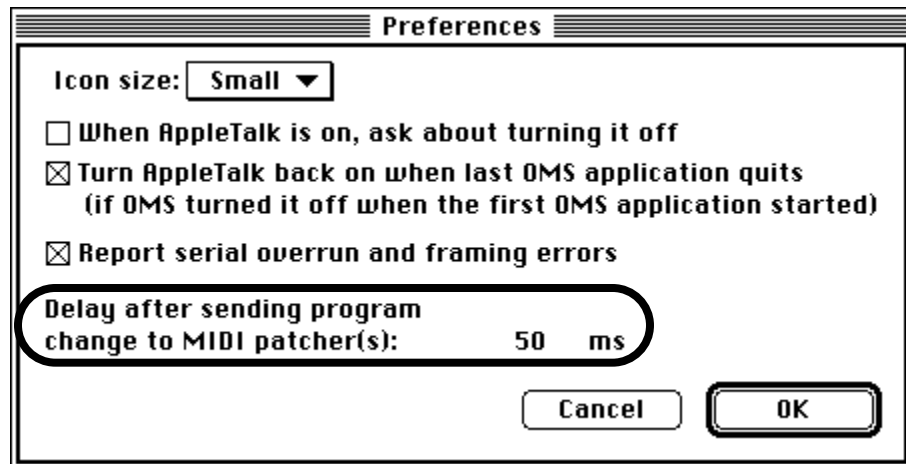 Preferences
Icon size: Small
When AppleTalk is on, ask about turning it off
Turn AppleTalk back on when last OMS application quits
(if OMS turned it off when the first OMS application started)
Report serial overrun and framing errors
Delay after sending program
change to MIDI patcher(s): 50 ms
Cancel OK